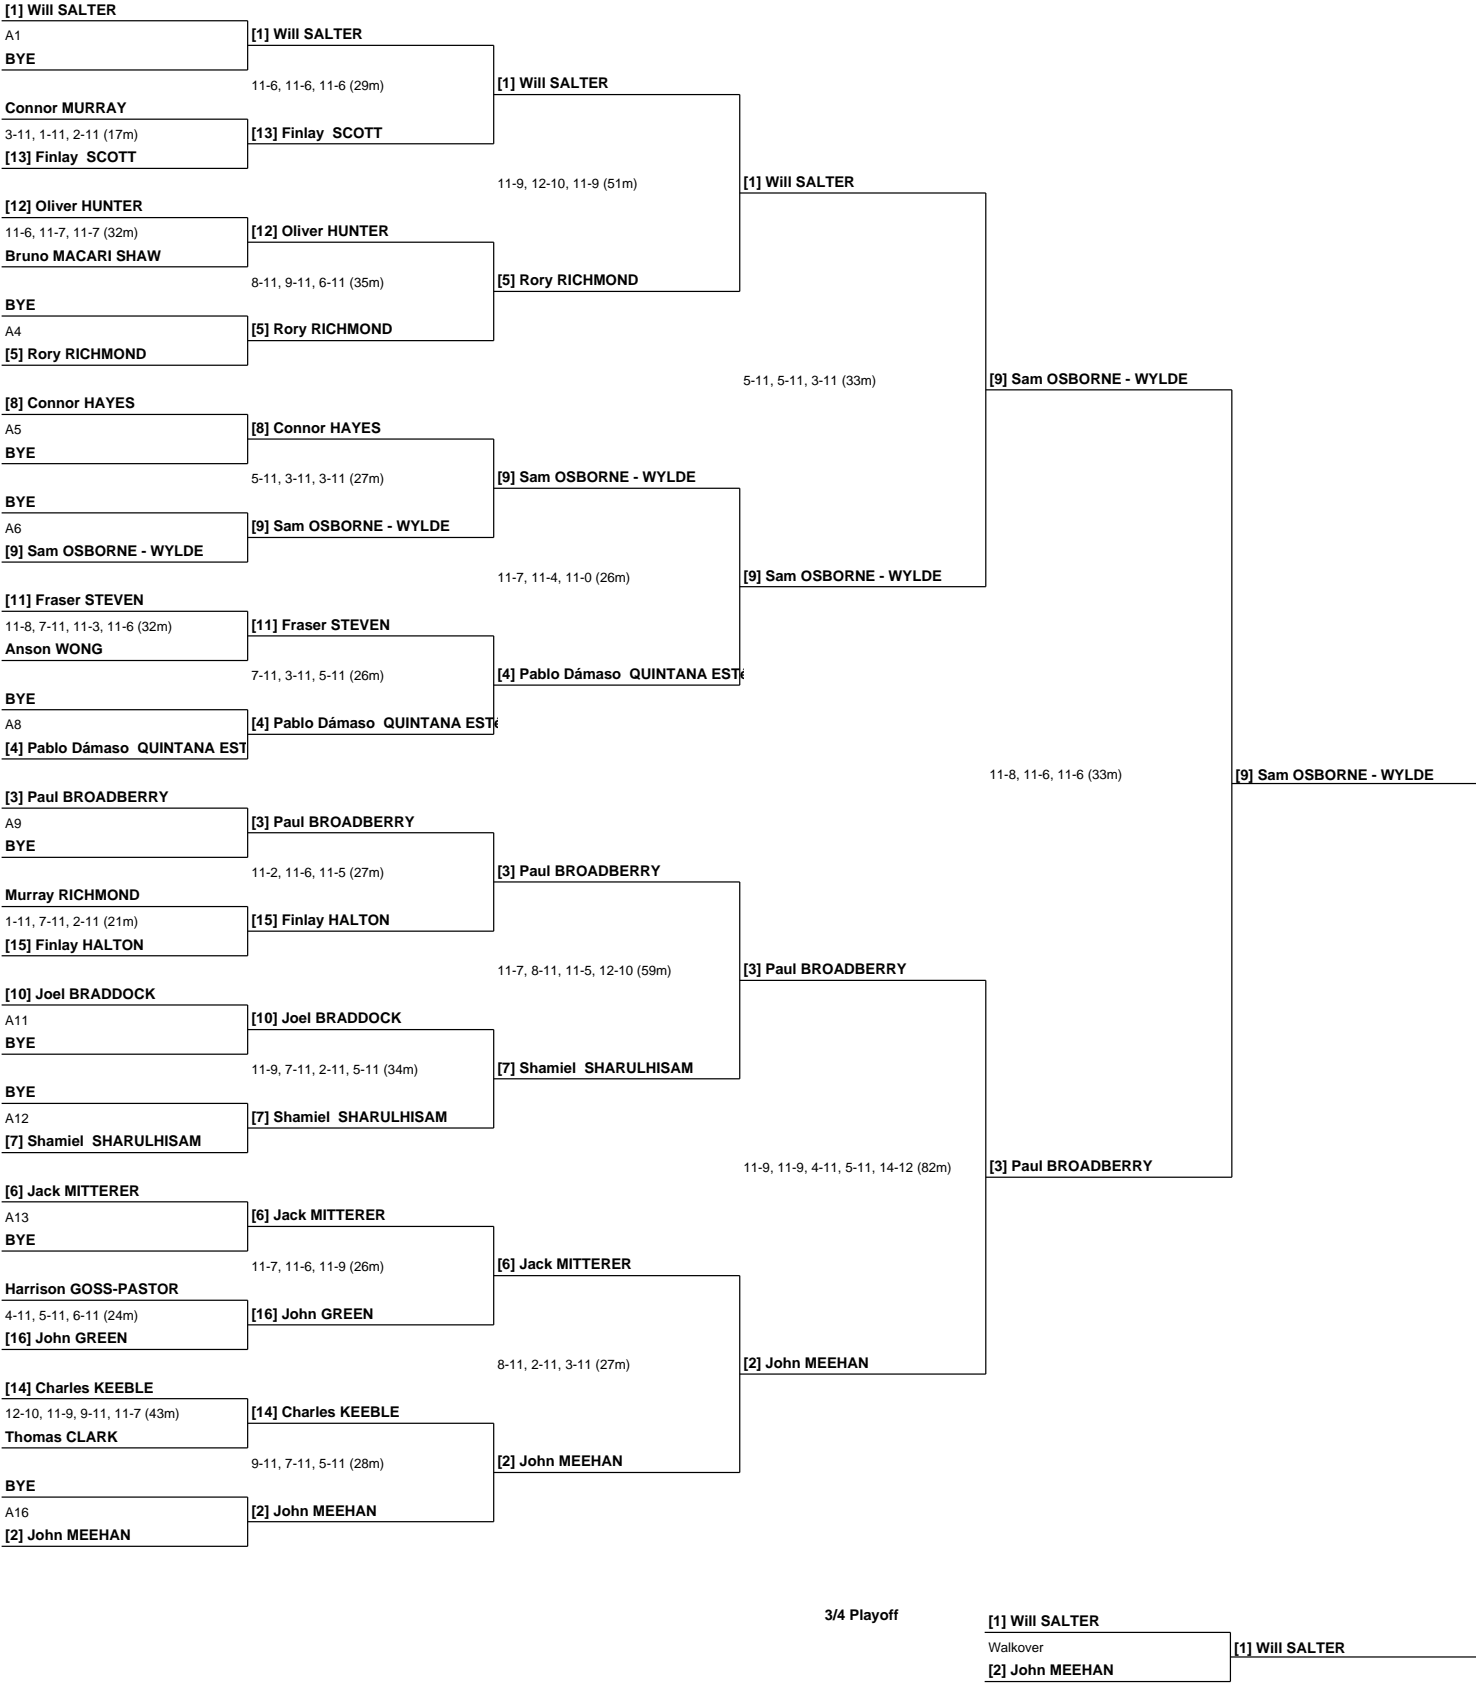 [1] Will SALTER
A1
BYE
Connor MURRAY
3-11, 1-11, 2-11 (17m)
[13] Finlay SCOTT
[12] Oliver HUNTER
11-6, 11-7, 11-7 (32m)
Bruno MACARI SHAW
BYE
A4
[5] Rory RICHMOND
[8] Connor HAYES
A5
BYE
BYE
A6
[9] Sam OSBORNE - WYLDE
[11] Fraser STEVEN
11-8, 7-11, 11-3, 11-6 (32m)
Anson WONG
BYE
A8
[4] Pablo Dámaso QUINTANA EST
[3] Paul BROADBERRY
A9
BYE
Murray RICHMOND
1-11, 7-11, 2-11 (21m)
[15] Finlay HALTON
[10] Joel BRADDOCK
A11
BYE
BYE
A12
[7] Shamiel SHARULHISAM
[6] Jack MITTERER
A13
BYE
Harrison GOSS-PASTOR
4-11, 5-11, 6-11 (24m)
[16] John GREEN
[14] Charles KEEBLE
12-10, 11-9, 9-11, 11-7 (43m)
Thomas CLARK
BYE
A16
[2] John MEEHAN
[1] Will SALTER
11-6, 11-6, 11-6 (29m)
[13] Finlay SCOTT
[12] Oliver HUNTER
8-11, 9-11, 6-11 (35m)
[5] Rory RICHMOND
[8] Connor HAYES
5-11, 3-11, 3-11 (27m)
[9] Sam OSBORNE - WYLDE
[11] Fraser STEVEN
7-11, 3-11, 5-11 (26m)
[4] Pablo Dámaso QUINTANA ESTé
[3] Paul BROADBERRY
11-2, 11-6, 11-5 (27m)
[15] Finlay HALTON
[10] Joel BRADDOCK
11-9, 7-11, 2-11, 5-11 (34m)
[7] Shamiel SHARULHISAM
[6] Jack MITTERER
11-7, 11-6, 11-9 (26m)
[16] John GREEN
[14] Charles KEEBLE
9-11, 7-11, 5-11 (28m)
[2] John MEEHAN
[1] Will SALTER
11-9, 12-10, 11-9 (51m)
[5] Rory RICHMOND
[9] Sam OSBORNE - WYLDE
11-7, 11-4, 11-0 (26m)
[4] Pablo Dámaso QUINTANA ESTé
[3] Paul BROADBERRY
11-7, 8-11, 11-5, 12-10 (59m)
[7] Shamiel SHARULHISAM
[6] Jack MITTERER
8-11, 2-11, 3-11 (27m)
[2] John MEEHAN
[1] Will SALTER
5-11, 5-11, 3-11 (33m)
[9] Sam OSBORNE - WYLDE
[3] Paul BROADBERRY
11-9, 11-9, 4-11, 5-11, 14-12 (82m)
[2] John MEEHAN
[9] Sam OSBORNE - WYLDE
11-8, 11-6, 11-6 (33m)
[3] Paul BROADBERRY
[9] Sam OSBORNE - WYLDE
3/4 Playoff
[1] Will SALTER
Walkover
[2] John MEEHAN
[1] Will SALTER